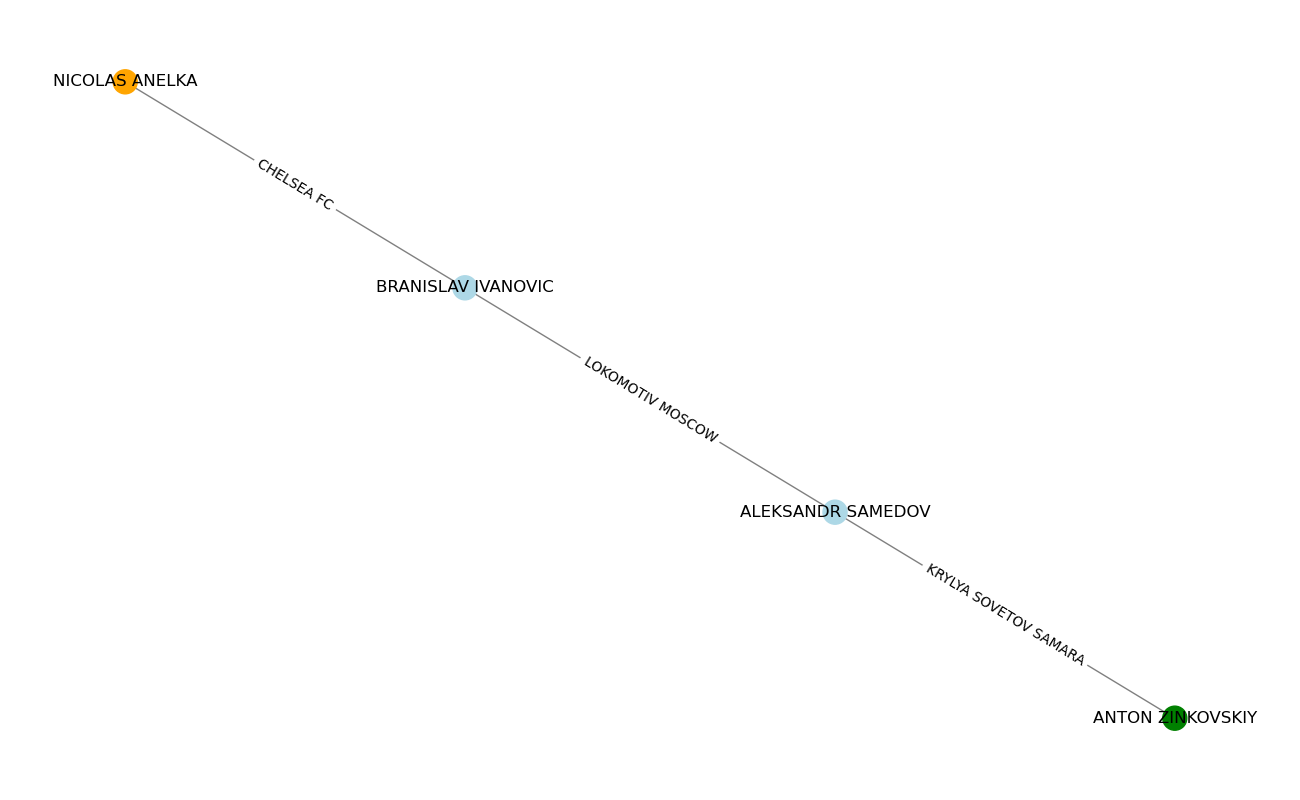 NICOLAS ANELKA
CHELSEA FC
BRANISLAV IVANOVIC
LOKOMOTIV MOSCOW
ALEKSANDR SAMEDOV
KRYLYA SOVETOV SAMARA
ANTON ZINKOVSKIY